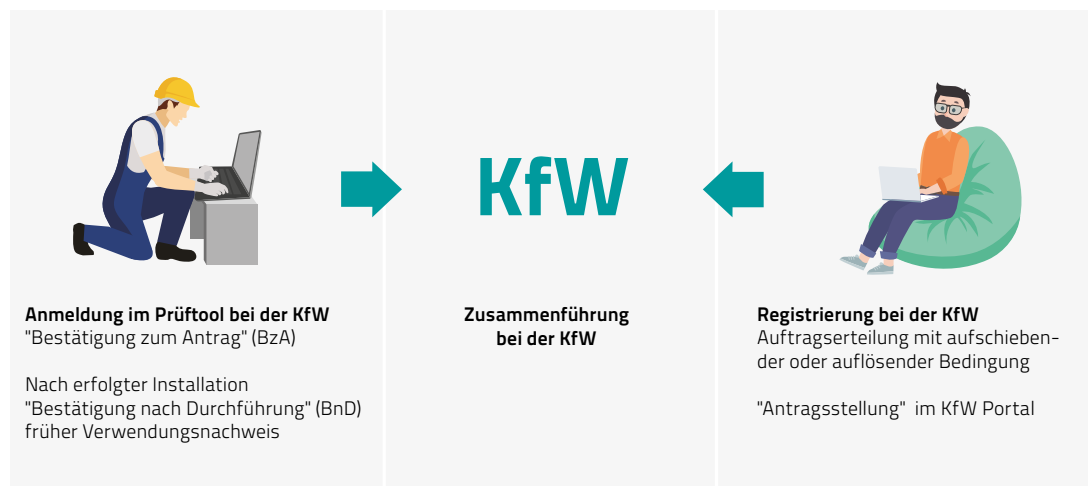 KfW
Anmeldung im Prüftool bei der KfW
"Bestätigung zum Antrag" (BzA)
Nach erfolgter Installation
"Bestätigung nach Durchführung" (BnD)
früher Verwendungsnachweis
Zusammenführung
bei der KfW
Registrierung bei der KfW
Auftragserteilung mit aufschieben-
der oder auflösender Bedingung
"Antragsstellung" im KfW Portal